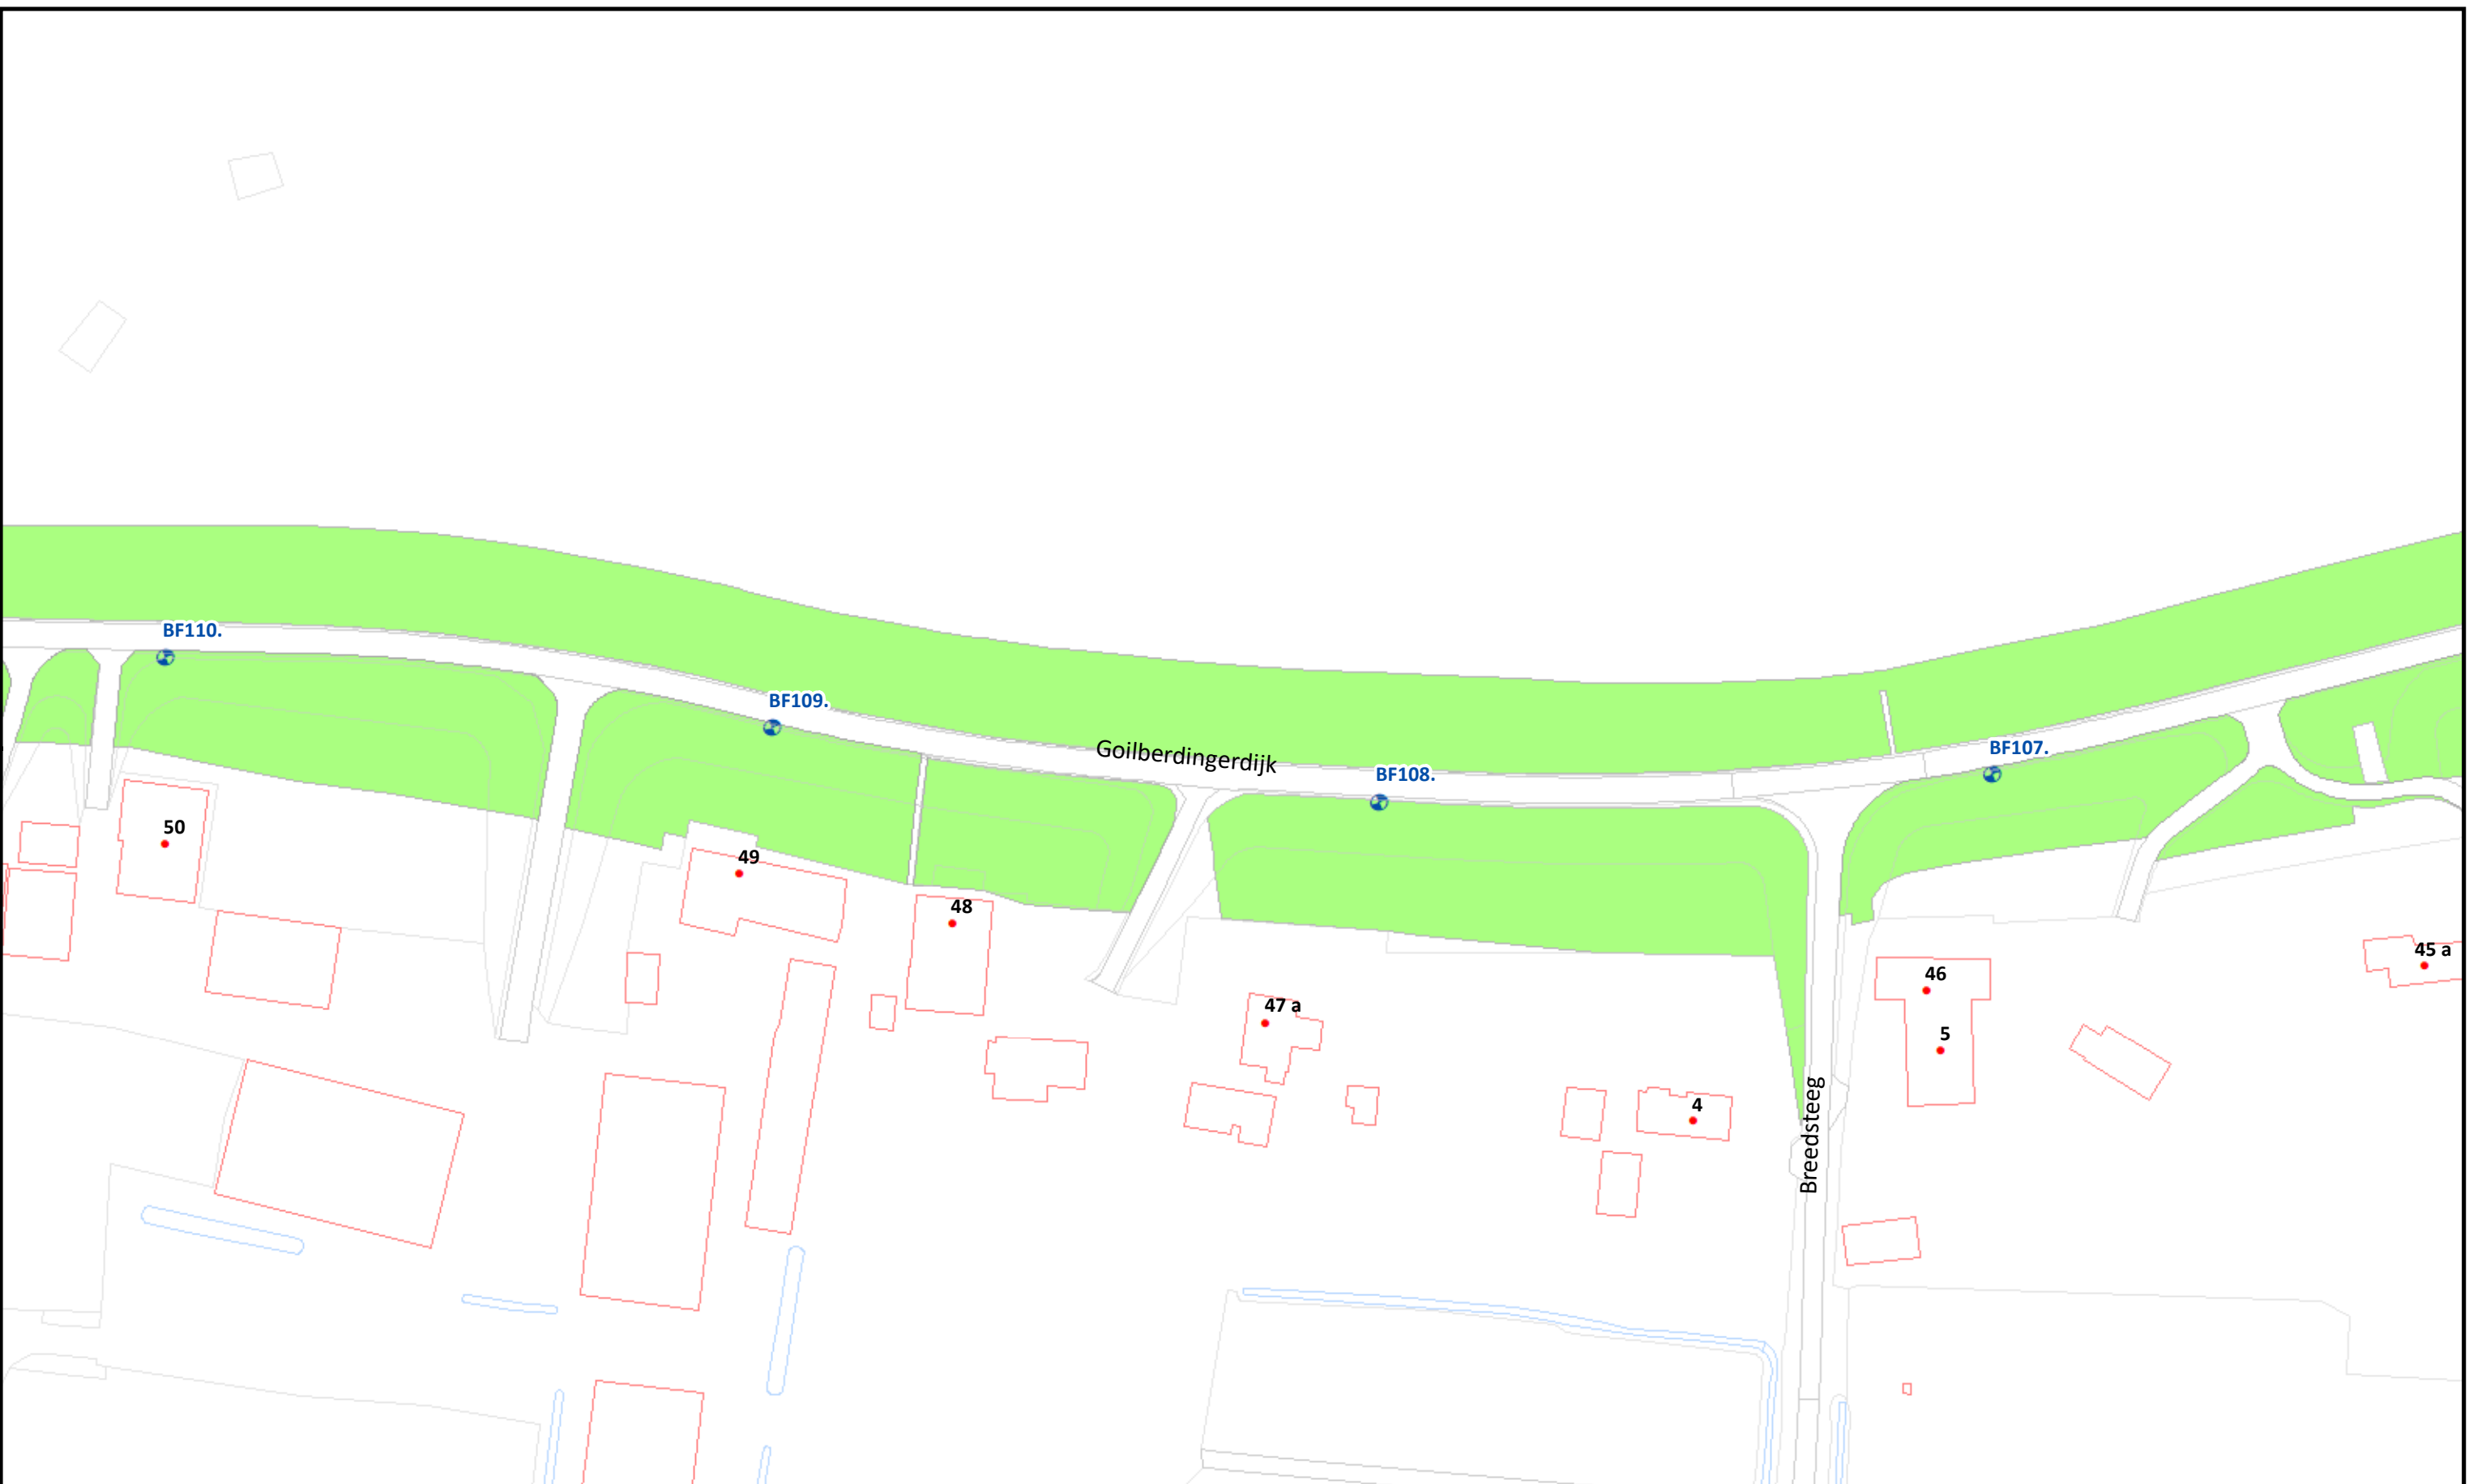 BF110.
BF109.
Goilberdingerdijk
BF107.
BF108.
50
49
48
45 a
46
47 a
5
4
Breedsteeg